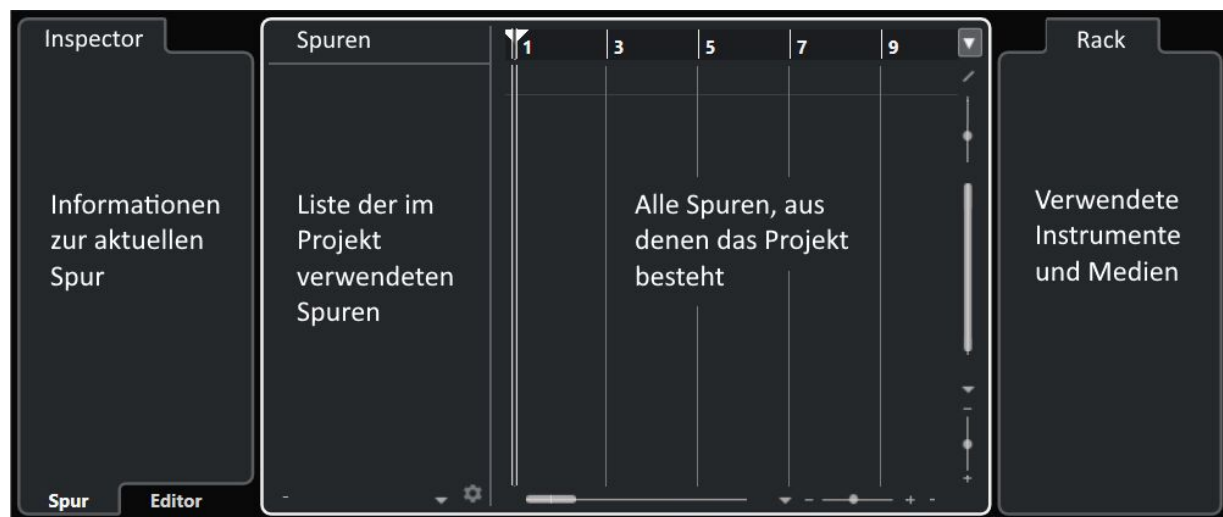 Inspector
Informationen
zur aktuellen
Spur
Spur Editor
Spuren
Liste der im
Projekt
verwendeten
Spuren
1 3 5 7 9
Alle Spuren, aus
denen das Projekt
besteht
Rack
Verwendete
Instrumente
und Medien